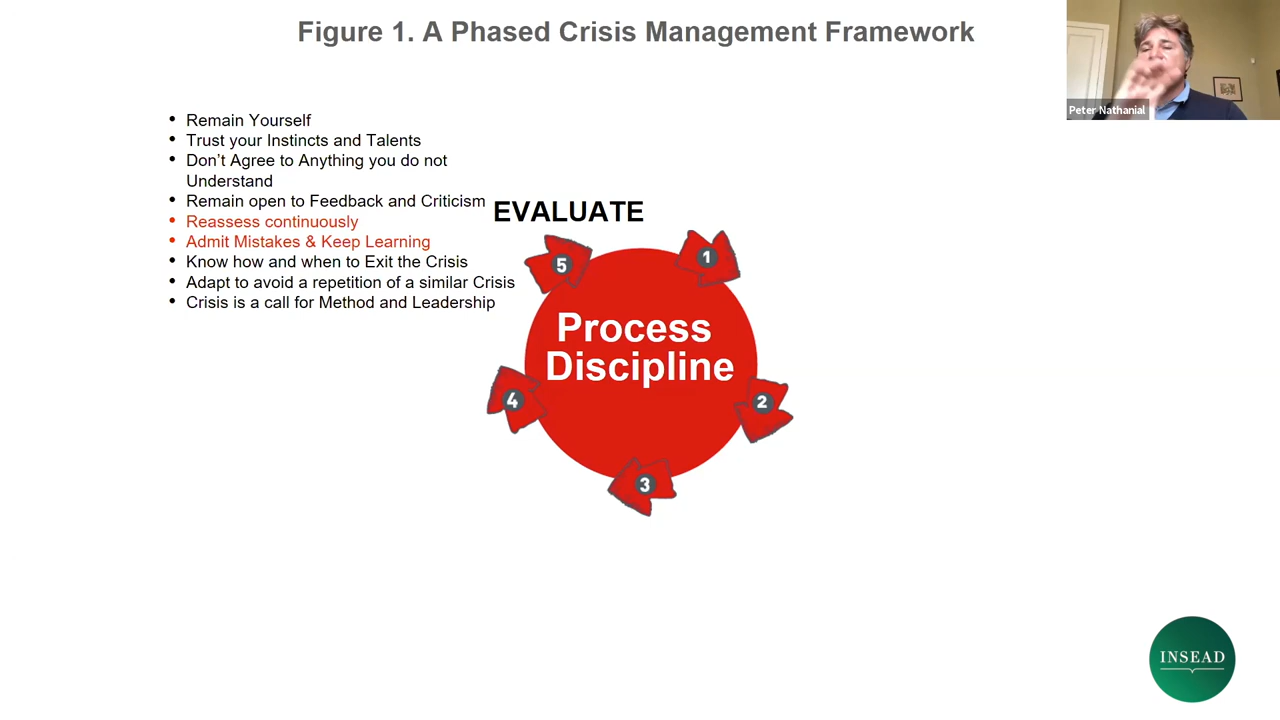 Figure 1. A Phased Crisis Management Framework
Peter Nathanial
• Remain Yourself
• Trust your Instincts and Talents
• Don’t Agree to Anything you do not
Understand
• Remain open to Feedback and Criticism
• Reassess continuously
• Admit Mistakes & Keep Learning
• Know how and when to Exit the Crisis
• Adapt to avoid a repetition of a similar Crisis
• Crisis is a call for Method and Leadership
EVALUATE
5
1
Process
Discipline
4
2
3
INSEAD